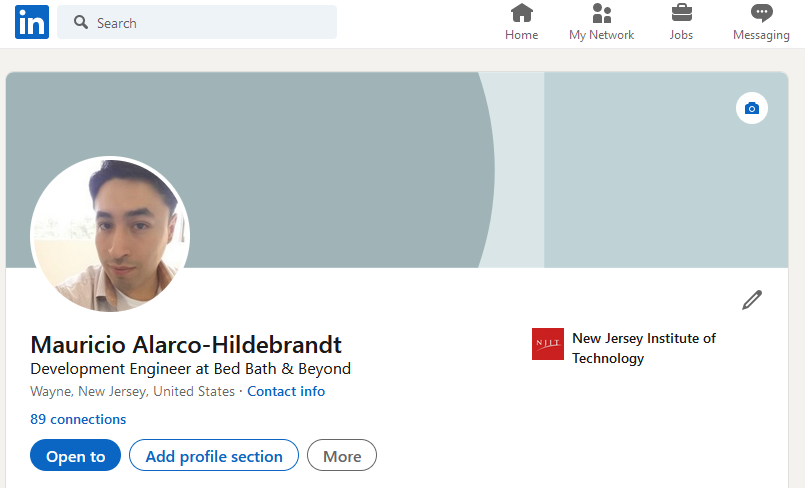 in
Search
Home
My Network
Jobs
Messaging
Mauricio Alarco-Hildebrandt
Development Engineer at Bed Bath & Beyond
Wayne, New Jersey, United States · Contact info
89 connections
Open to
Add profile section
More
NJIT
New Jersey Institute of
Technology